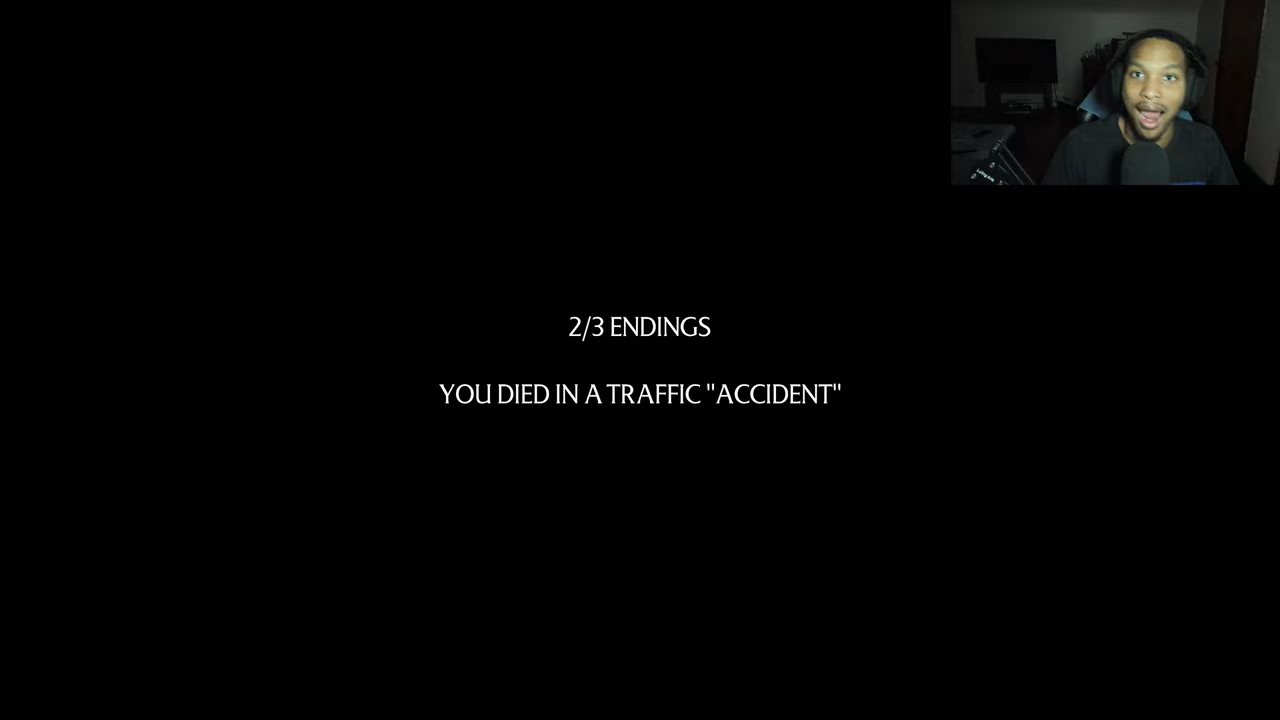 2/3 ENDINGS
YOU DIED IN A TRAFFIC "ACCIDENT"